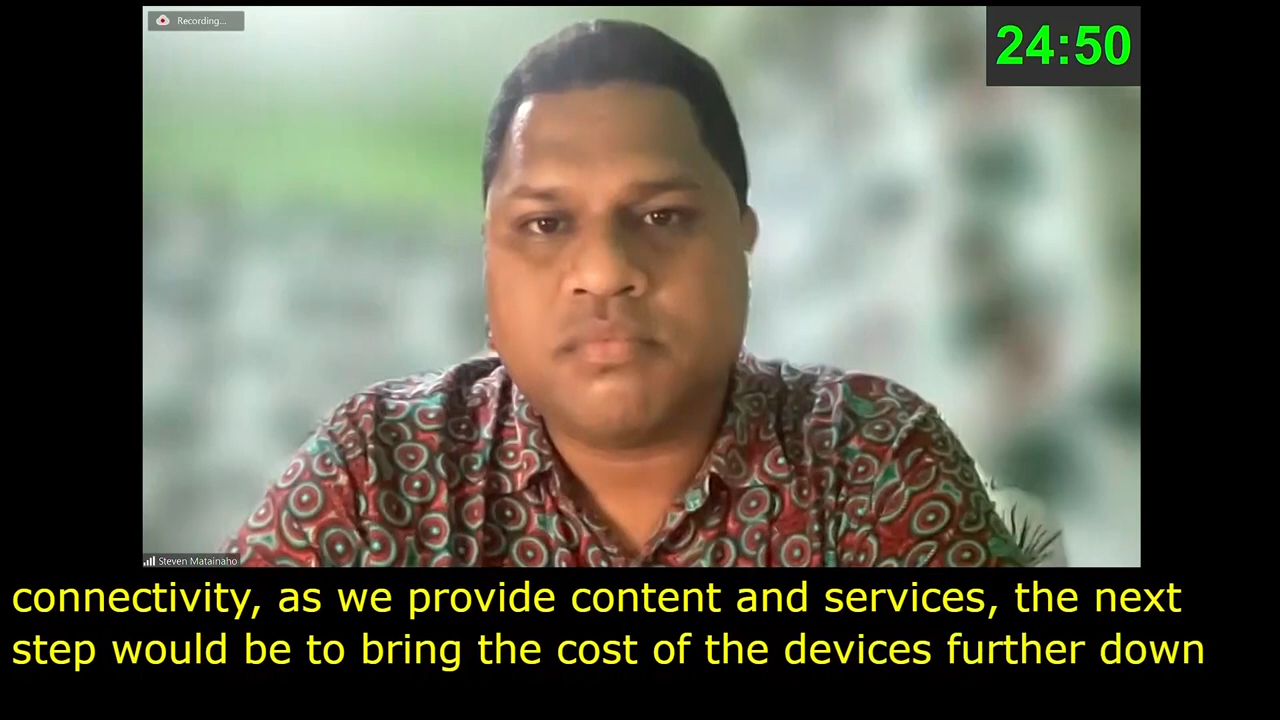 Recording...
24:50
Steven Matainaho
connectivity, as we provide content and services, the next
step would be to bring the cost of the devices further down